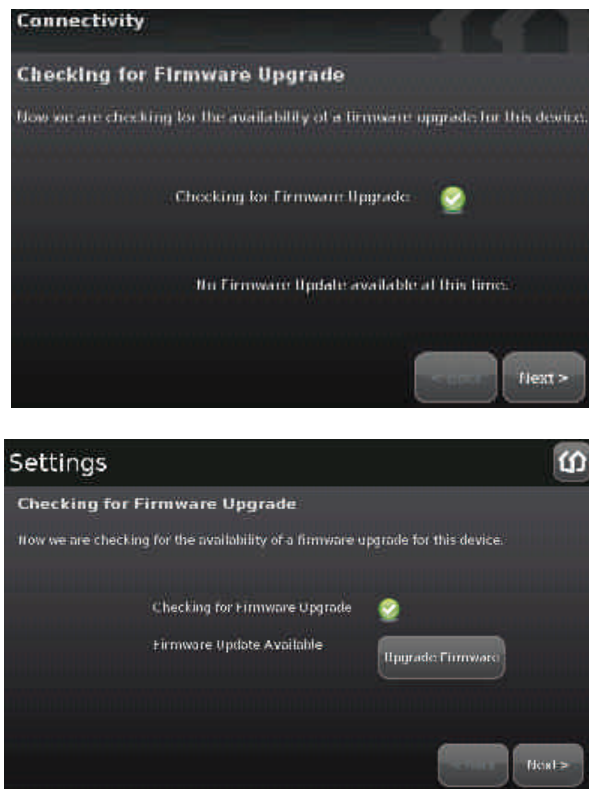 Connectivity
Checking for Firmware Upgrade
Now we are checking for the availability of a firmware upgrade for this device.
Checking for Firmware Upgrade
No Firmware Update available at this time.
Next >
Settings
Checking for Firmware Upgrade
Now we are checking for the availability of a firmware upgrade for this device.
Checking for Firmware Upgrade
Firmware Update Available
Upgrade Firmware
Next >